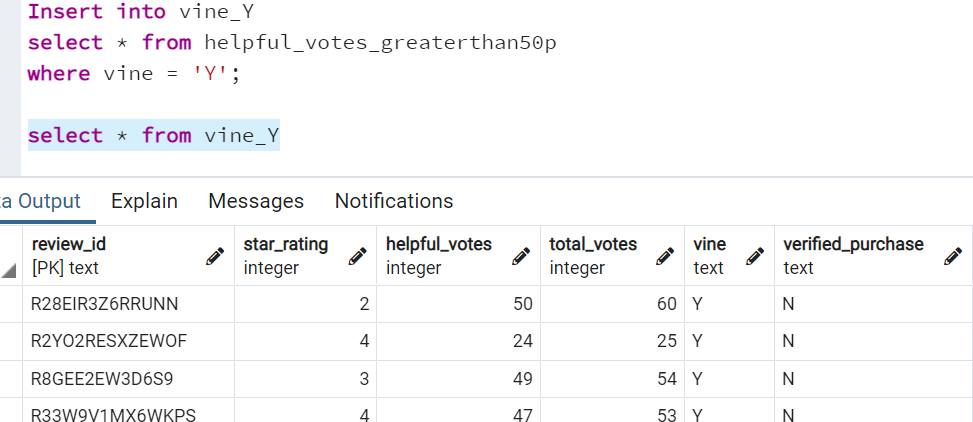 Insert into vine_Y
select * from helpful_votes_greaterthan50p
where vine = 'Y';
select * from vine_Y
ta Output Explain Messages Notifications
review_id star_rating helpful_votes total_votes vine verified_purchase
[PK] text integer integer integer text text
R28EIR3Z6RRUNN 2 50 60 Y N
R2YO2RESXZEWOF 4 24 25 Y N
R8GEE2EW3D6S9 3 49 54 Y N
R33W9V1MX6WKPS 4 47 53 Y N